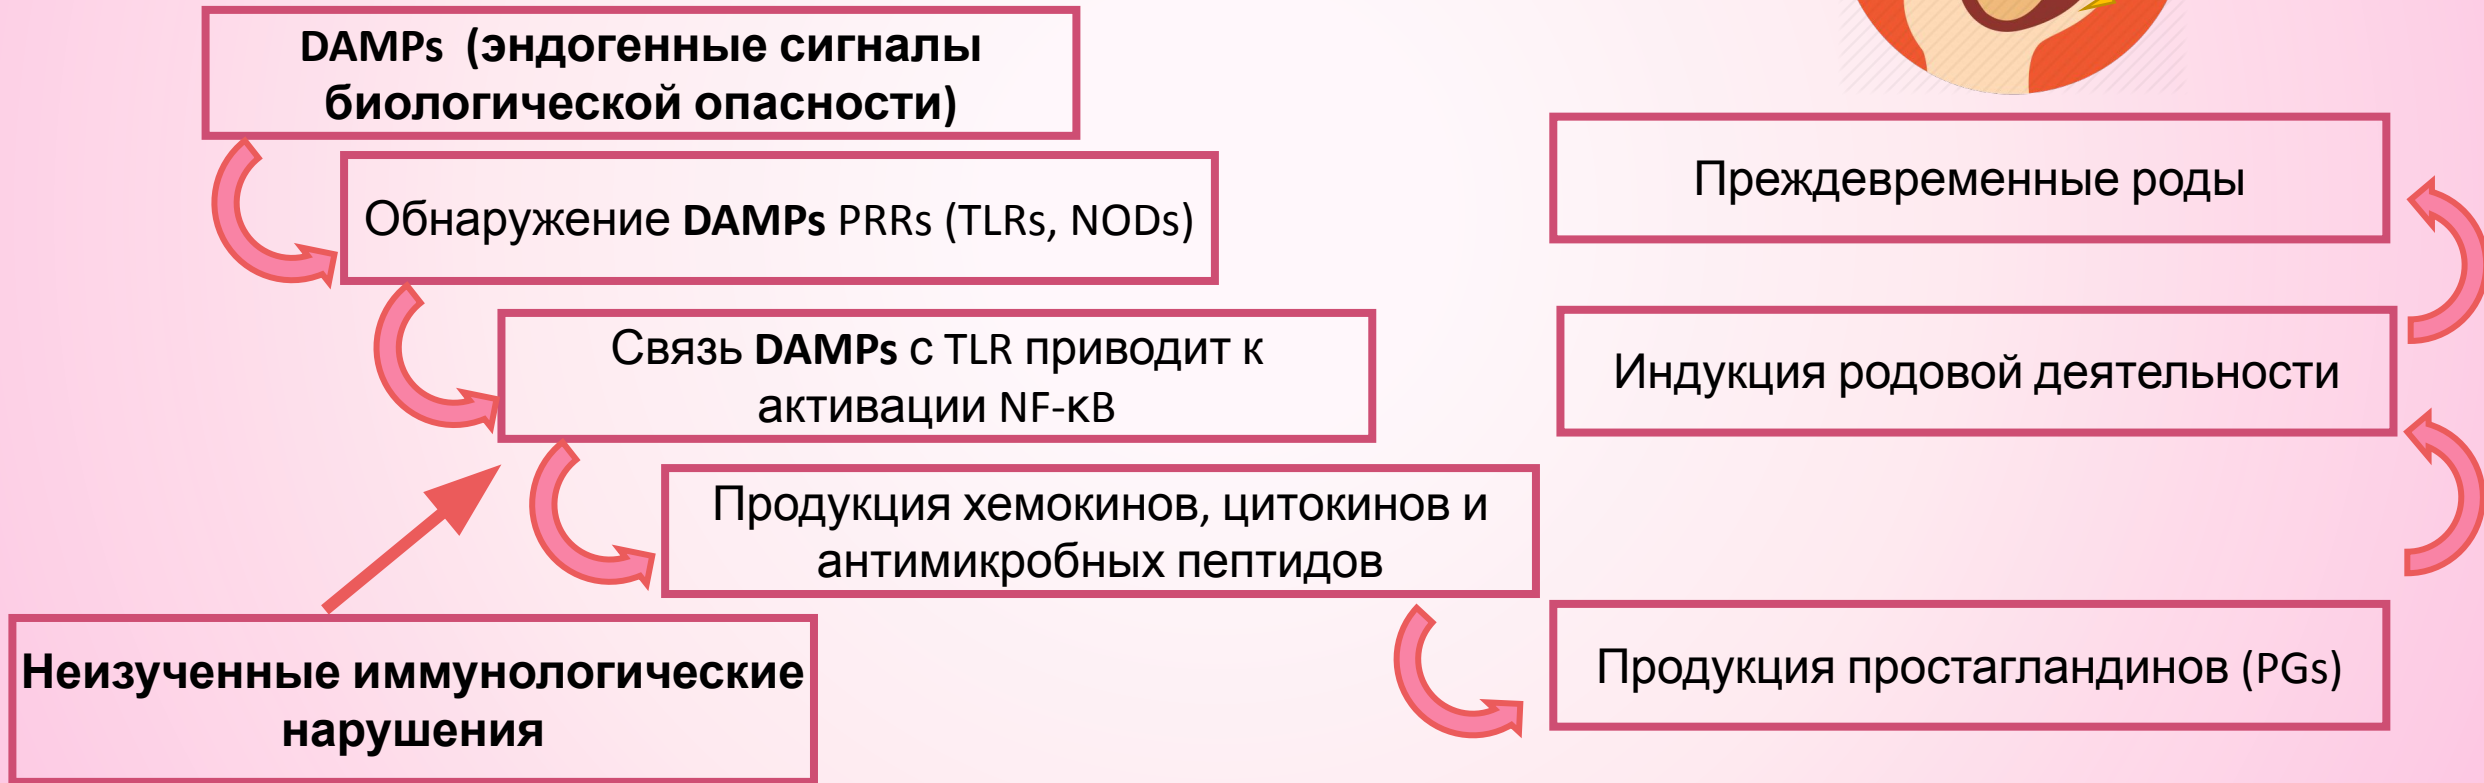 DAMPs (эндогенные сигналы
биологической опасности)
Обнаружение DAMPs PRRs (TLRs, NODs)
Связь DAMPs с TLR приводит к
активации NF-κB
Продукция хемокинов, цитокинов и
антимикробных пептидов
Неизученные иммунологические
нарушения
Продукция простагландинов (PGs)
Индукция родовой деятельности
Преждевременные роды